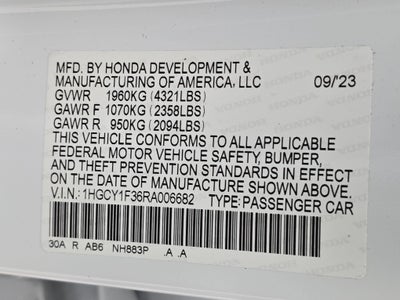 MFD. BY HONDA DEVELOPMENT &
MANUFACTURING OF AMERICA, LLC 09/23
GVWR 1960KG (4321LBS)
GAWR F 1070KG (2358LBS)
GAWR R 950KG (2094LBS)
THIS VEHICLE CONFORMS TO ALL APPLICABLE
FEDERAL MOTOR VEHICLE SAFETY, BUMPER,
AND THEFT PREVENTION STANDARDS IN EFFECT
ON THE DATE OF MANUFACTURE SHOWN ABOVE.
V.I.N.: 1HGCY1F36RA006682 TYPE: PASSENGER CAR
30A R AB6 NH883P .A .A